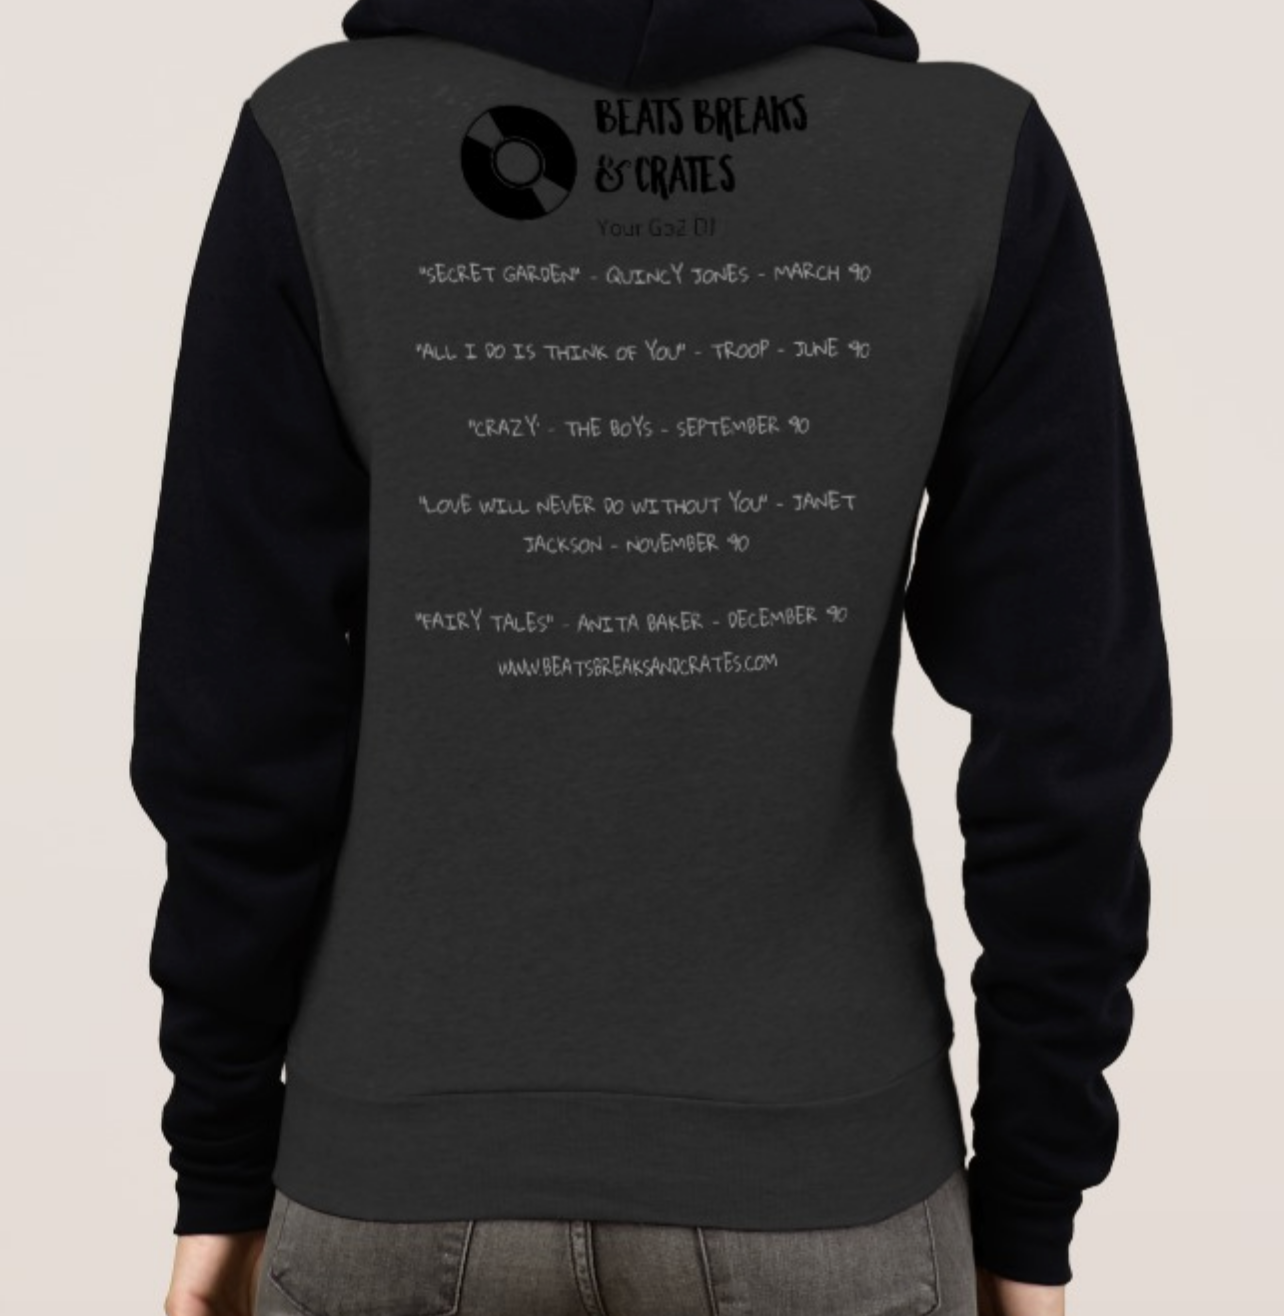 BEATS BREAKS
& CRATES
Your Go2 DJ
"SECRET GARDEN" - QUINCY JONES - MARCH 90
"ALL I DO IS THINK OF YOU" - TROOP - JUNE 90
"CRAZY' - THE BOYS - SEPTEMBER 90
"LOVE WILL NEVER DO WITHOUT YOU" - JANET
JACKSON - NOVEMBER 90
"FAIRY TALES" - ANITA BAKER - DECEMBER 90
WWW.BEATSBREAKSANDCRATES.COM